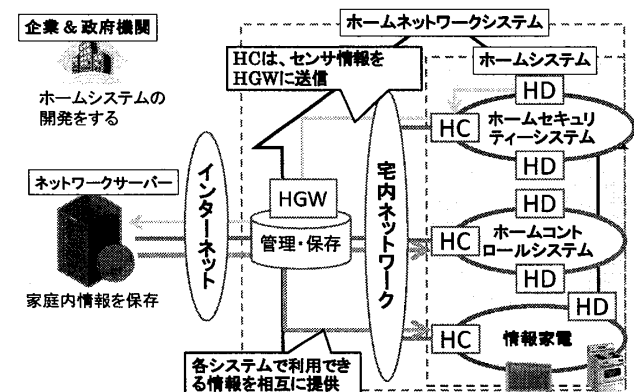 企業＆政府機関
ホームシステムの
開発をする
ネットワークサーバー
家庭内情報を保存
インターネット
ホームネットワークシステム
HCは、センサ情報を
HGWに送信
HGW
管理・保存
宅内ネットワーク
各システムで利用でき
る情報を相互に提供
ホームシステム
HD
HC
ホームセキュリ
ティーシステム
HD
HD
HC
ホームコント
ロールシステム
HD
HD
HC
情報家電